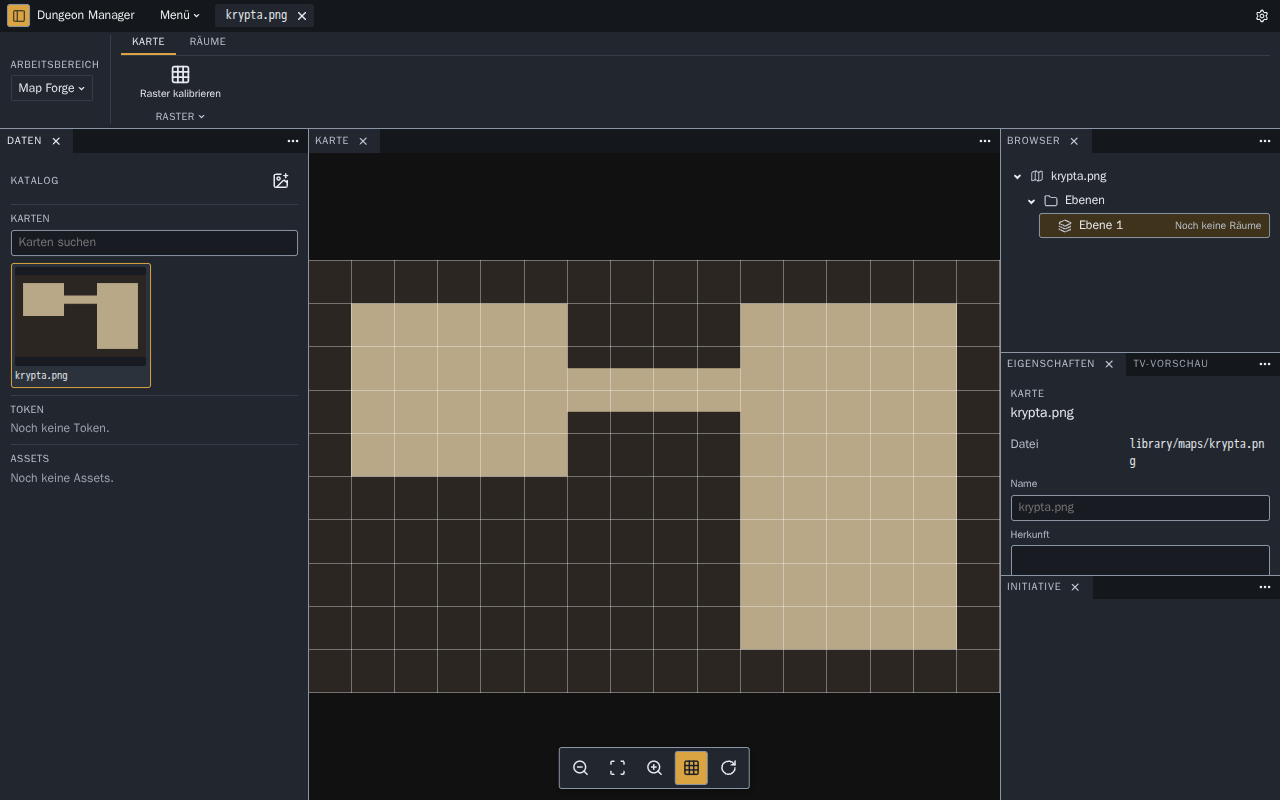 Dungeon Manager
Menü
krypta.png
ARBEITSBEREICH
Map Forge
KARTE
RÄUME
Raster kalibrieren
RASTER
DATEN
KATALOG
KARTEN
Karten suchen
krypta.png
TOKEN
Noch keine Token.
ASSETS
Noch keine Assets.
KARTE
BROWSER
krypta.png
Ebenen
Ebene 1
Noch keine Räume
EIGENSCHAFTEN
TV-VORSCHAU
KARTE
krypta.png
Datei
library/maps/krypta.pn
g
Name
krypta.png
Herkunft
INITIATIVE